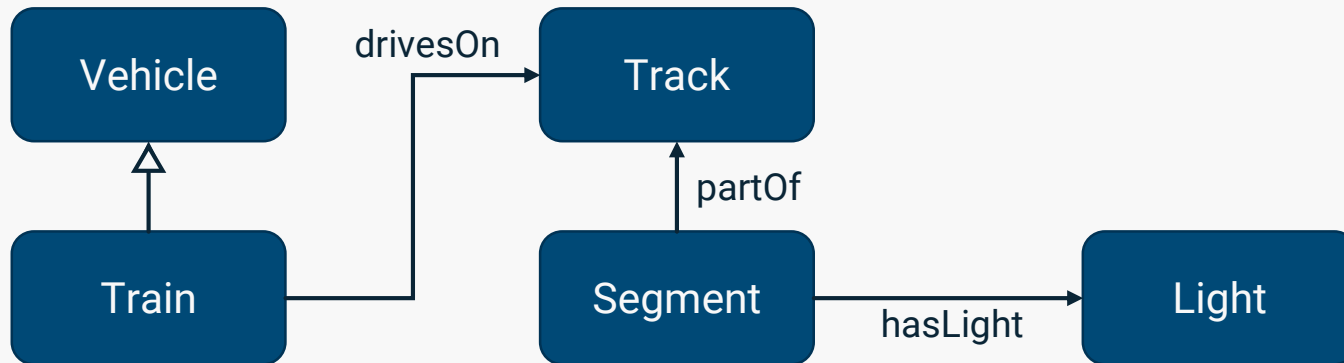 drivesOn
Vehicle
Track
partOf
Train
Segment
Light
hasLight